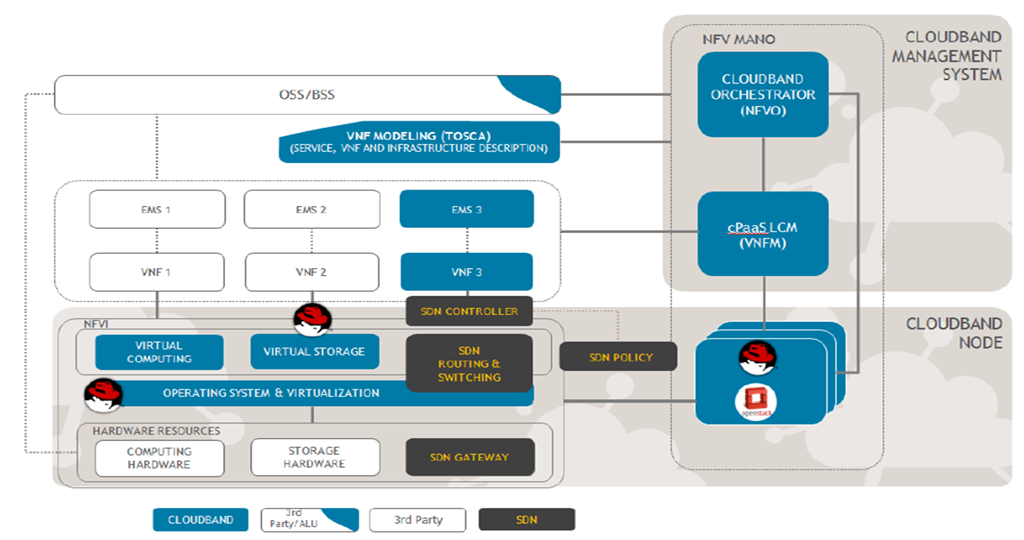 NFV MANO
CLOUDBAND
MANAGEMENT
SYSTEM
CLOUDBAND
ORCHESTRATOR
(NFVO)
OSS/BSS
VNF MODELING (TOSCA)
(SERVICE, VNF AND INFRASTRUCTURE DESCRIPTION)
EMS 1
EMS 2
EMS 3
cPaaS LCM
(VNFM)
VNF 1
VNF 2
VNF 3
SDN CONTROLLER
NFVI
CLOUDBAND
NODE
VIRTUAL
COMPUTING
VIRTUAL STORAGE
SDN
ROUTING &
SWITCHING
SDN POLICY
OPERATING SYSTEM & VIRTUALIZATION
openstack
HARDWARE RESOURCES
COMPUTING
HARDWARE
STORAGE
HARDWARE
SDN GATEWAY
CLOUDBAND
3rd
Party/ALU
3rd Party
SDN